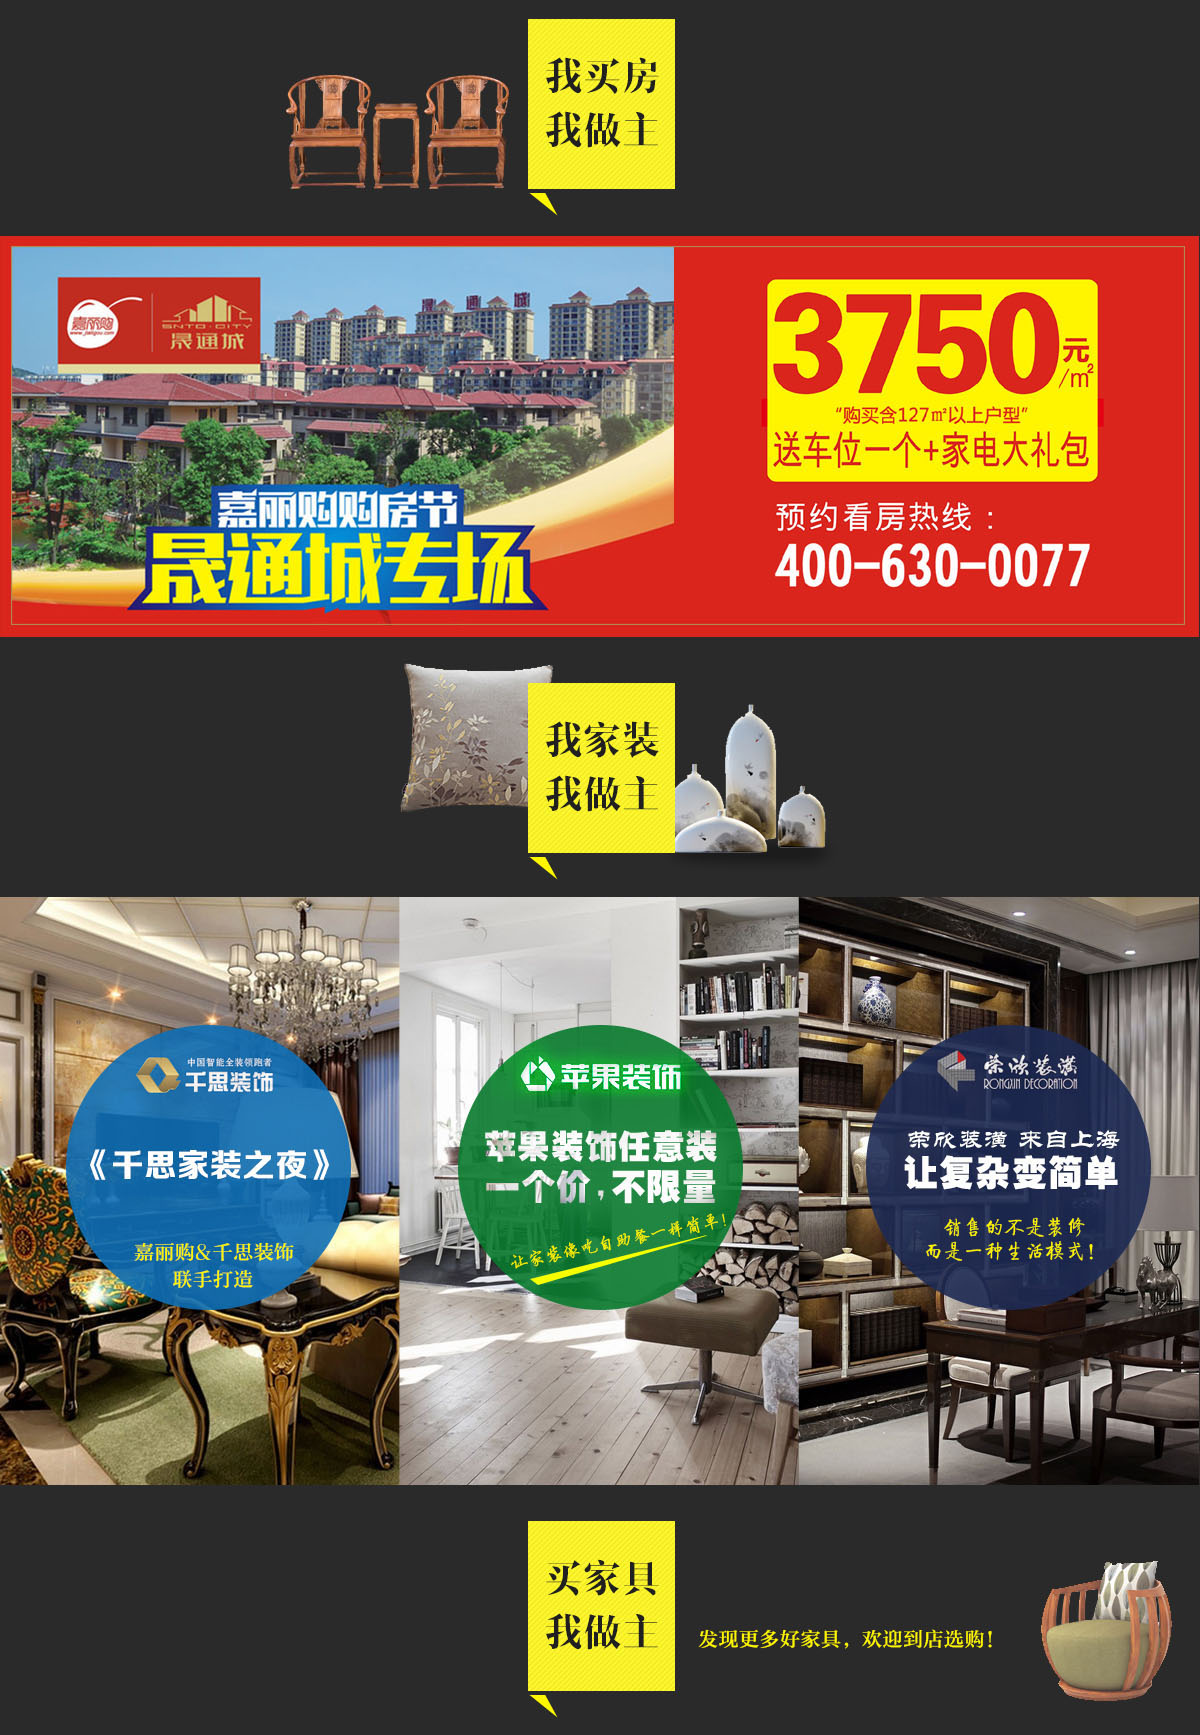 我买房
我做主
嘉丽购
www.jialigou.com
SNTO·CITY
晟通城
晟通城
3750元/㎡
“购买含127㎡以上户型”
送车位一个+家电大礼包
预约看房热线：
400-630-0077
嘉丽购购房节
晟通城专场
我家装
我做主
中国智能全装领跑者
千思装饰
《千思家装之夜》
嘉丽购&千思装饰
联手打造
苹果装饰
苹果装饰任意装
一个价，不限量
让家装像吃自助餐一样简单！
荣欣装潢
RONGXIN DECORATION
荣欣装潢 来自上海
让复杂变简单
销售的不是装修
而是一种生活模式！
买家具
我做主
发现更多好家具，欢迎到店选购！